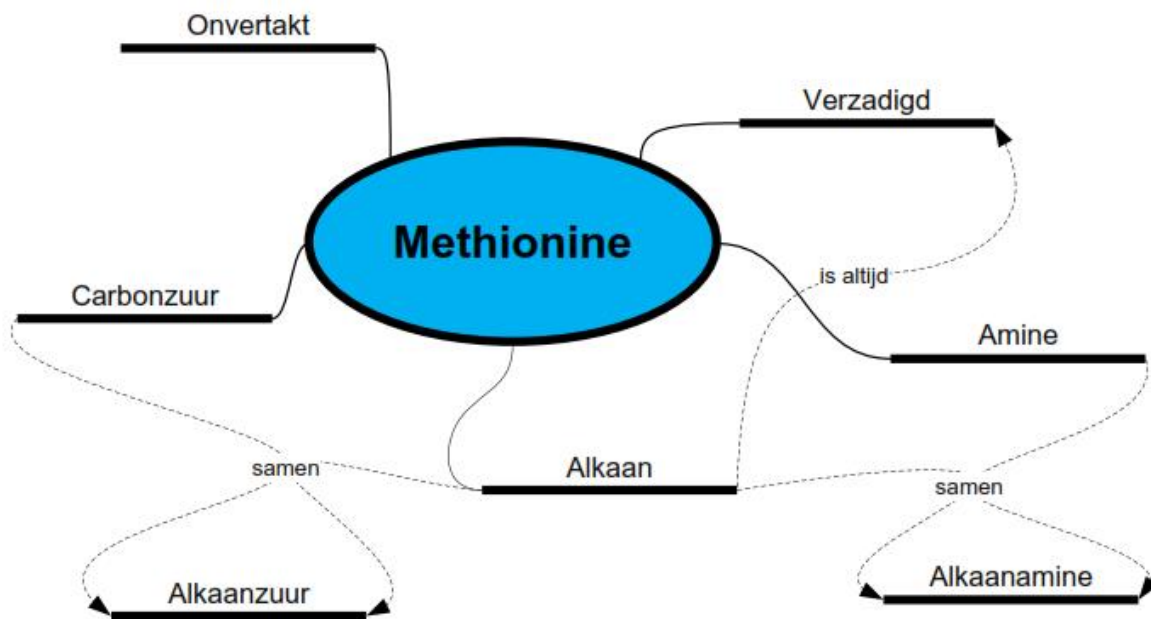 Onvertakt
Verzadigd
Methionine
is altijd
Carbonzuur
Amine
samen
Alkaan
samen
Alkaanzuur
Alkaanamine